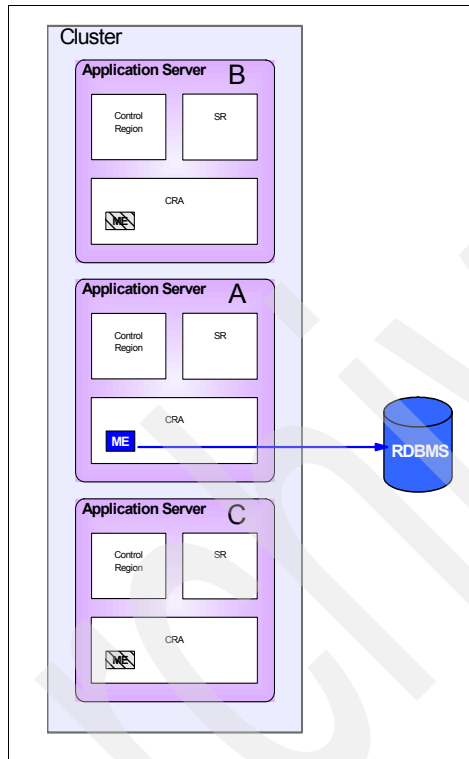 Cluster
Application Server B
Control
Region
SR
CRA
ME
Application Server A
Control
Region
SR
CRA
ME
RDBMS
Application Server C
Control
Region
SR
CRA
ME